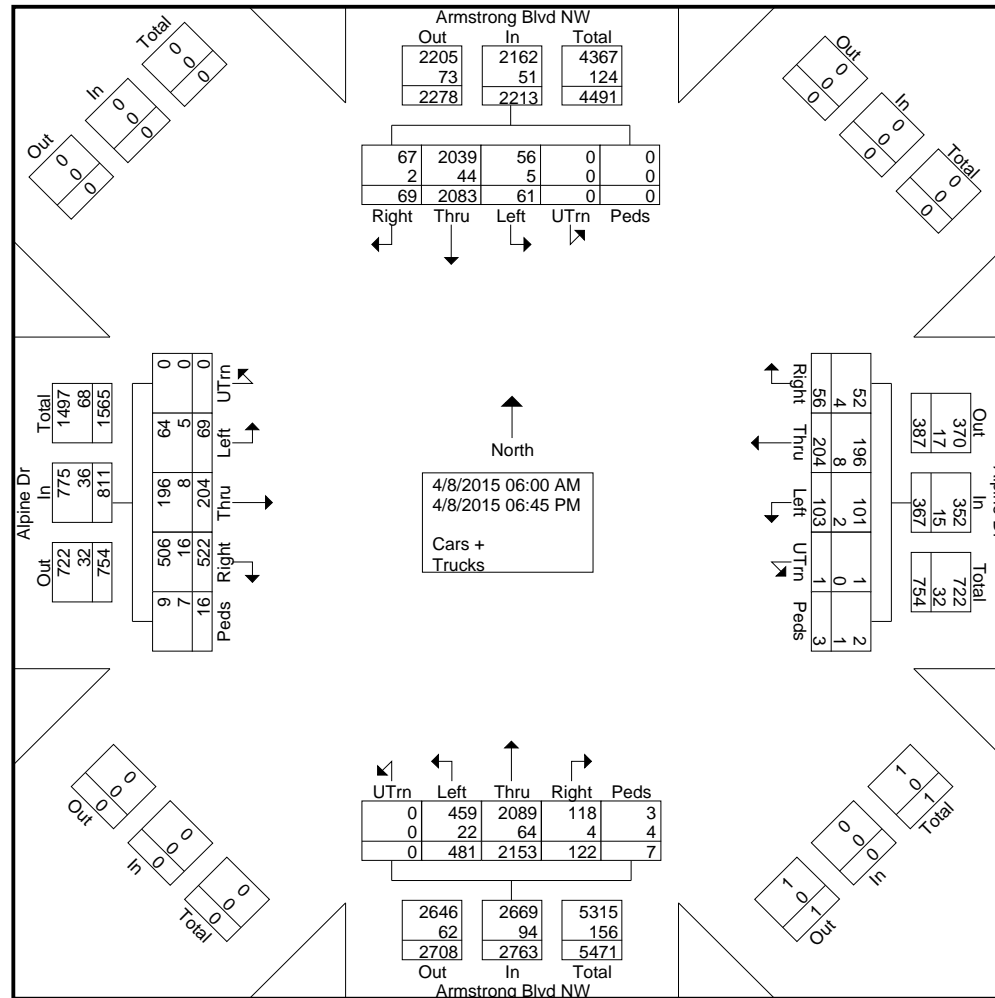 Armstrong Blvd NW
Out In Total
2205 2162 4367
73 51 124
2278 2213 4491
67 2039 56 0 0
2 44 5 0 0
69 2083 61 0 0
Right Thru Left UTrn Peds
Total
0
0
0
In
0
0
0
Out
0
0
0
Out
0
0
0
In
0
0
0
Total
0
0
0
Alpine Dr
Total
1497
68
1565
In
775
36
811
Out
722
32
754
0 0 0 UTrn
64 5 69 Left
196 8 204 Thru
506 16 522 Right
9 7 16 Peds
North
4/8/2015 06:00 AM
4/8/2015 06:45 PM
Cars +
Trucks
Right 56 4 52
Thru 204 8 196
Left 103 2 101
UTrn 1 0 1
Peds 3 1 2
Out
370
17
387
In
352
15
367
Total
722
32
754
Out
0
0
0
In
0
0
0
Total
0
0
0
UTrn Left Thru Right Peds
0 459 2089 118 3
0 22 64 4 4
0 481 2153 122 7
2646 2669 5315
62 94 156
2708 2763 5471
Out In Total
Armstrong Blvd NW
1
0
1
Total
0
0
0
In
1
0
1
Out